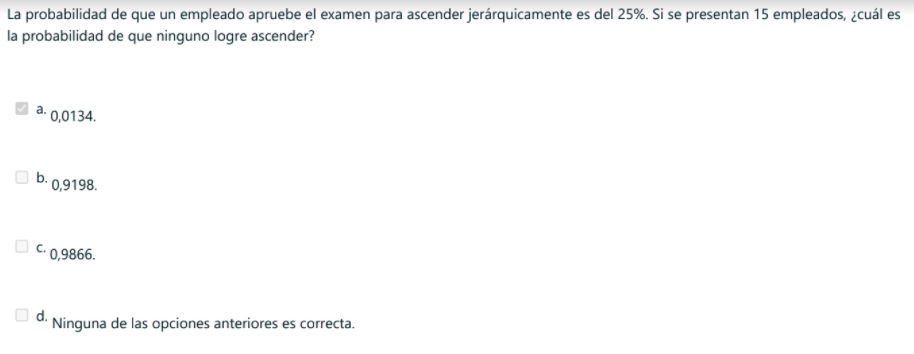 La probabilidad de que un empleado apruebe el examen para ascender jerárquicamente es del 25%. Si se presentan 15 empleados, ¿cuál es
la probabilidad de que ninguno logre ascender?
a. 0,0134.
b. 0,9198.
c. 0,9866.
d. Ninguna de las opciones anteriores es correcta.